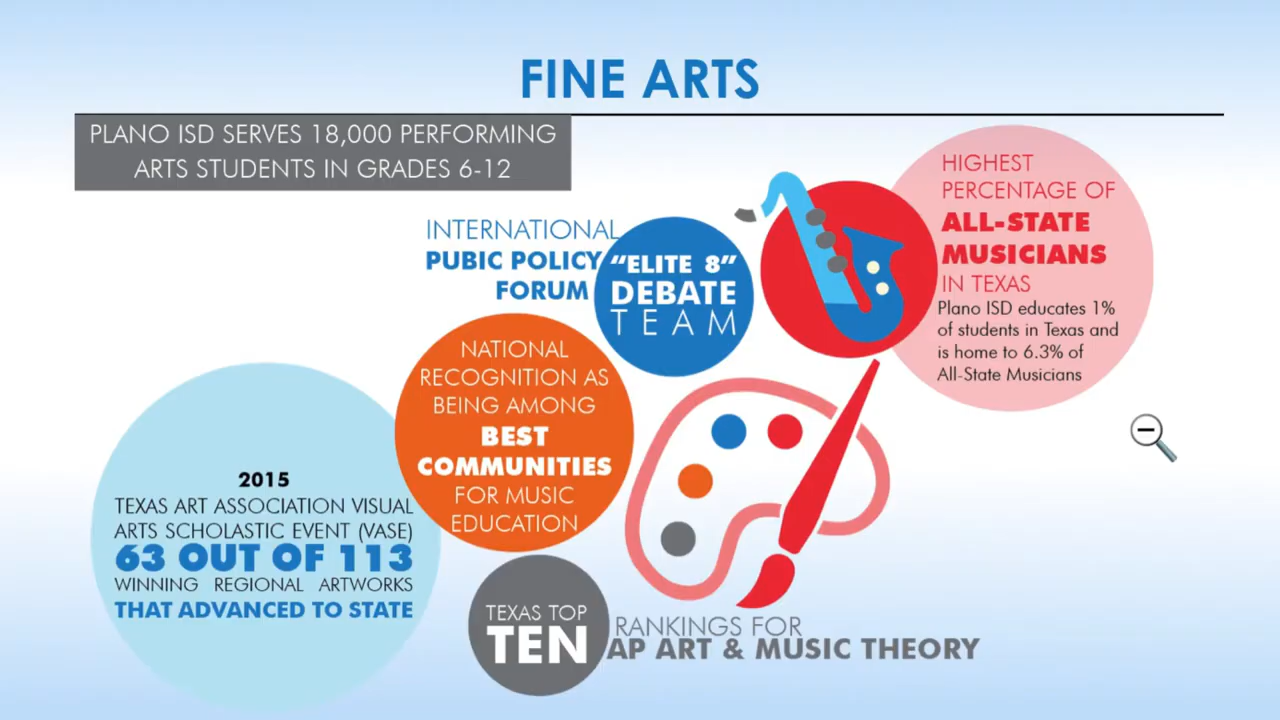 FINE ARTS
PLANO ISD SERVES 18,000 PERFORMING
ARTS STUDENTS IN GRADES 6-12
INTERNATIONAL
PUBIC POLICY
FORUM
“ELITE 8”
DEBATE
TEAM
HIGHEST
PERCENTAGE OF
ALL-STATE
MUSICIANS
IN TEXAS
Plano ISD educates 1%
of students in Texas and
is home to 6.3% of
All-State Musicians
NATIONAL
RECOGNITION AS
BEING AMONG
BEST
COMMUNITIES
FOR MUSIC
EDUCATION
2015
TEXAS ART ASSOCIATION VISUAL
ARTS SCHOLASTIC EVENT (VASE)
63 OUT OF 113
WINNING REGIONAL ARTWORKS
THAT ADVANCED TO STATE
TEXAS TOP
TEN
RANKINGS FOR
AP ART & MUSIC THEORY